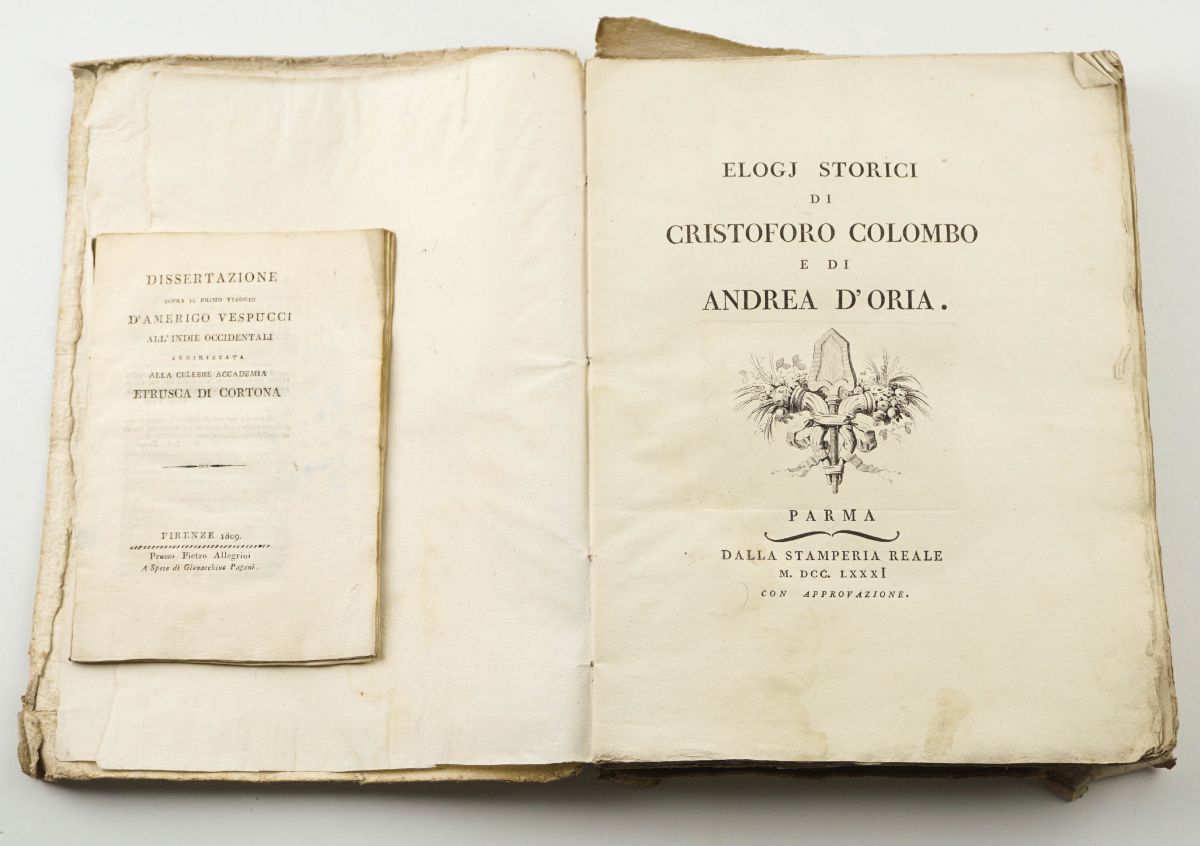 DISSERTAZIONE
SOPRA IL PRIMO VIAGGIO
D'AMERIGO VESPUCCI
ALL'INDIE OCCIDENTALI
INDIRIZZATA
ALLA CELEBRE ACCADEMIA
ETRUSCA DI CORTONA
FIRENZE 1809.
Presso Pietro Allegrini
A Spese di Giovacchino Pagani.
ELOGJ STORICI
DI
CRISTOFORO COLOMBO
E DI
ANDREA D'ORIA.
PARMA
DALLA STAMPERIA REALE
M. DCC. LXXXI
CON APPROVAZIONE.